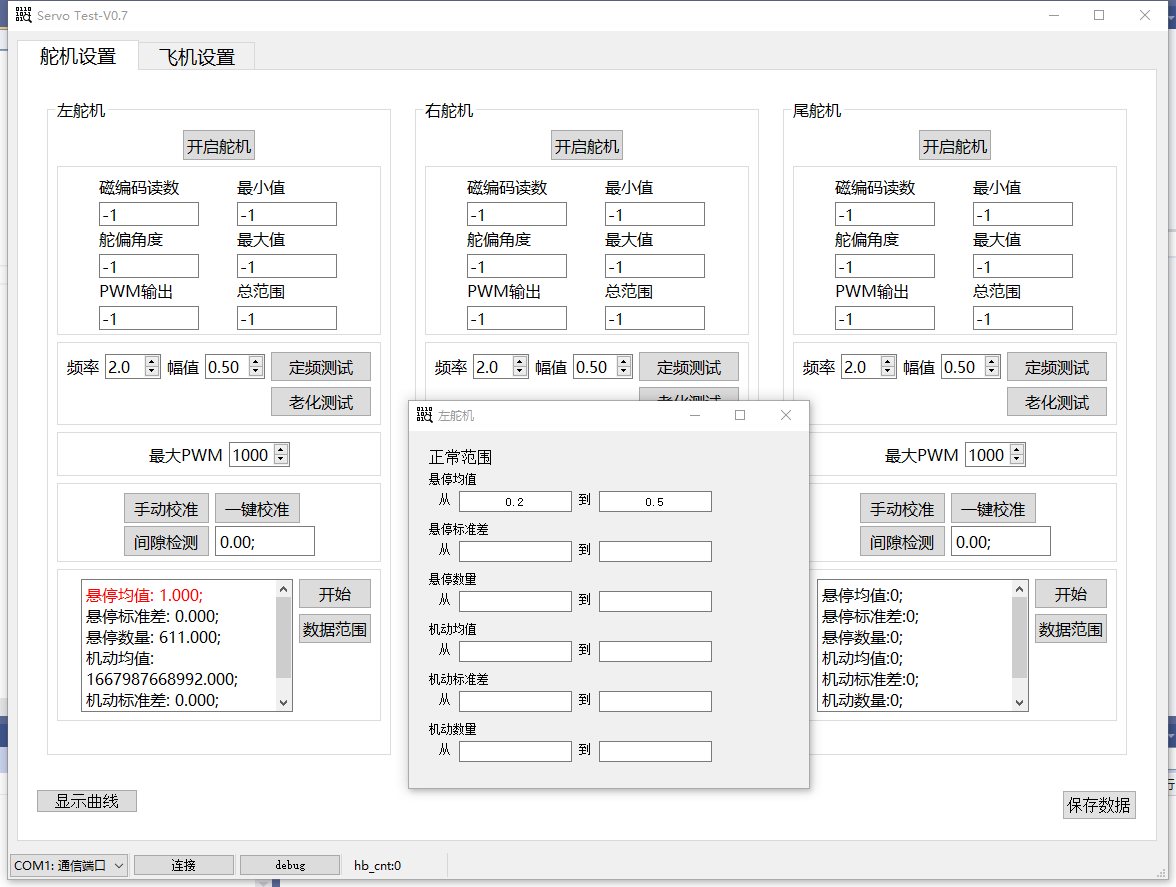 Servo Test-V0.7
舵机设置 飞机设置
左舵机
开启舵机
磁编码读数 最小值
-1 -1
舵偏角度 最大值
-1 -1
PWM输出 总范围
-1 -1
频率 2.0 幅值 0.50 定频测试
老化测试
最大PWM 1000
手动校准 一键校准
间隙检测 0.00;
悬停均值: 1.000;
悬停标准差: 0.000;
悬停数量: 611.000;
机动均值:
1667987668992.000;
机动标准差: 0.000;
开始
数据范围
右舵机
开启舵机
磁编码读数 最小值
-1 -1
舵偏角度 最大值
-1 -1
PWM输出 总范围
-1 -1
频率 2.0 幅值 0.50 定频测试
尾舵机
开启舵机
磁编码读数 最小值
-1 -1
舵偏角度 最大值
-1 -1
PWM输出 总范围
-1 -1
频率 2.0 幅值 0.50 定频测试
老化测试
最大PWM 1000
手动校准 一键校准
间隙检测 0.00;
悬停均值:0;
悬停标准差:0;
悬停数量:0;
机动均值:0;
机动标准差:0;
机动数量:0;
开始
数据范围
左舵机
正常范围
悬停均值
从 0.2 到 0.5
悬停标准差
从 到
悬停数量
从 到
机动均值
从 到
机动标准差
从 到
机动数量
从 到
显示曲线
保存数据
COM1: 通信端口 连接 debug hb_cnt:0